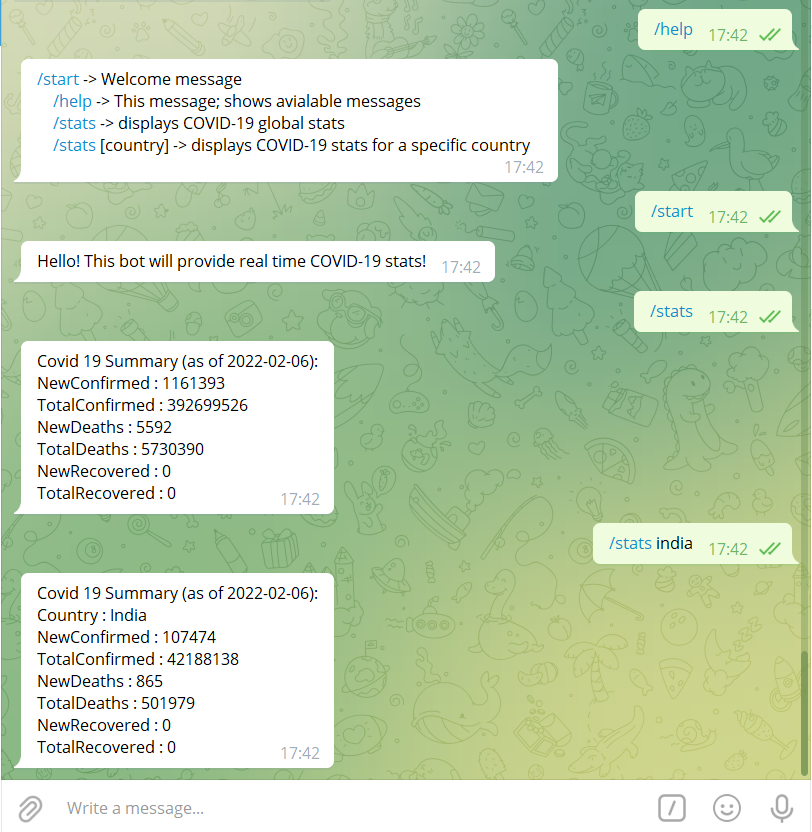 /help 17:42
/start -> Welcome message
/help -> This message; shows avialable messages
/stats -> displays COVID-19 global stats
/stats [country] -> displays COVID-19 stats for a specific country
17:42
/start 17:42
Hello! This bot will provide real time COVID-19 stats! 17:42
/stats 17:42
Covid 19 Summary (as of 2022-02-06):
NewConfirmed : 1161393
TotalConfirmed : 392699526
NewDeaths : 5592
TotalDeaths : 5730390
NewRecovered : 0
TotalRecovered : 0 17:42
/stats india 17:42
Covid 19 Summary (as of 2022-02-06):
Country : India
NewConfirmed : 107474
TotalConfirmed : 42188138
NewDeaths : 865
TotalDeaths : 501979
NewRecovered : 0
TotalRecovered : 0 17:42
Write a message...